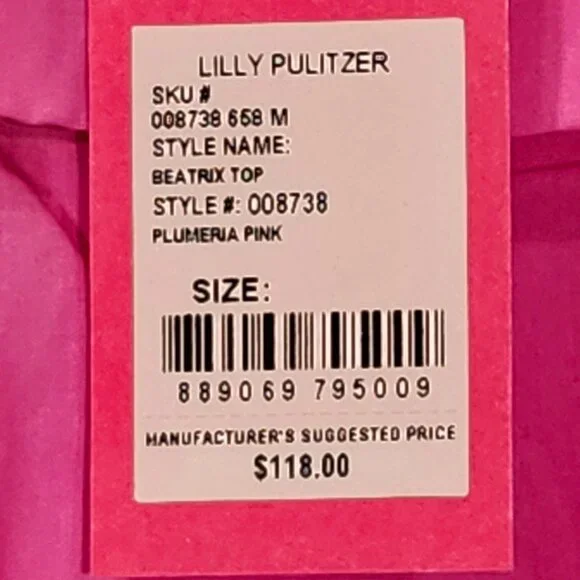 LILLY PULITZER
SKU #
008738 658 M
STYLE NAME:
BEATRIX TOP
STYLE #: 008738
PLUMERIA PINK
SIZE:
889069 795009
MANUFACTURER'S SUGGESTED PRICE
$118.00